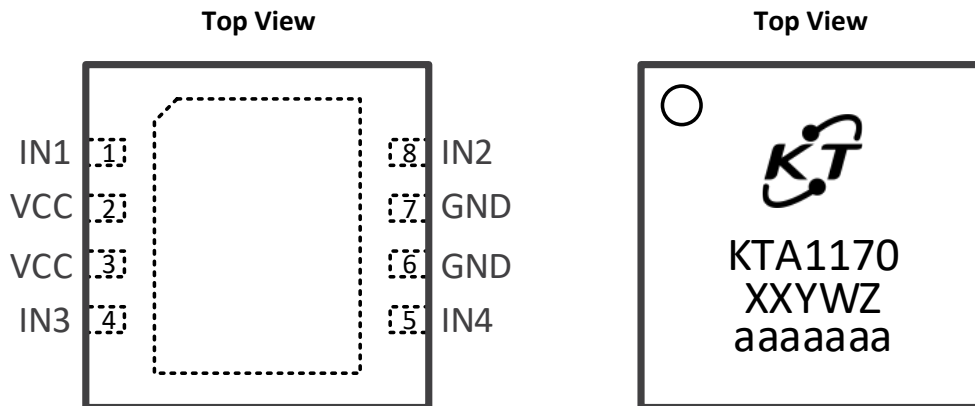 Top View
IN1 1 8 IN2
VCC 2 7 GND
VCC 3 6 GND
IN3 4 5 IN4
Top View
KT
KTA1170
XXYWZ
aaaaaaa